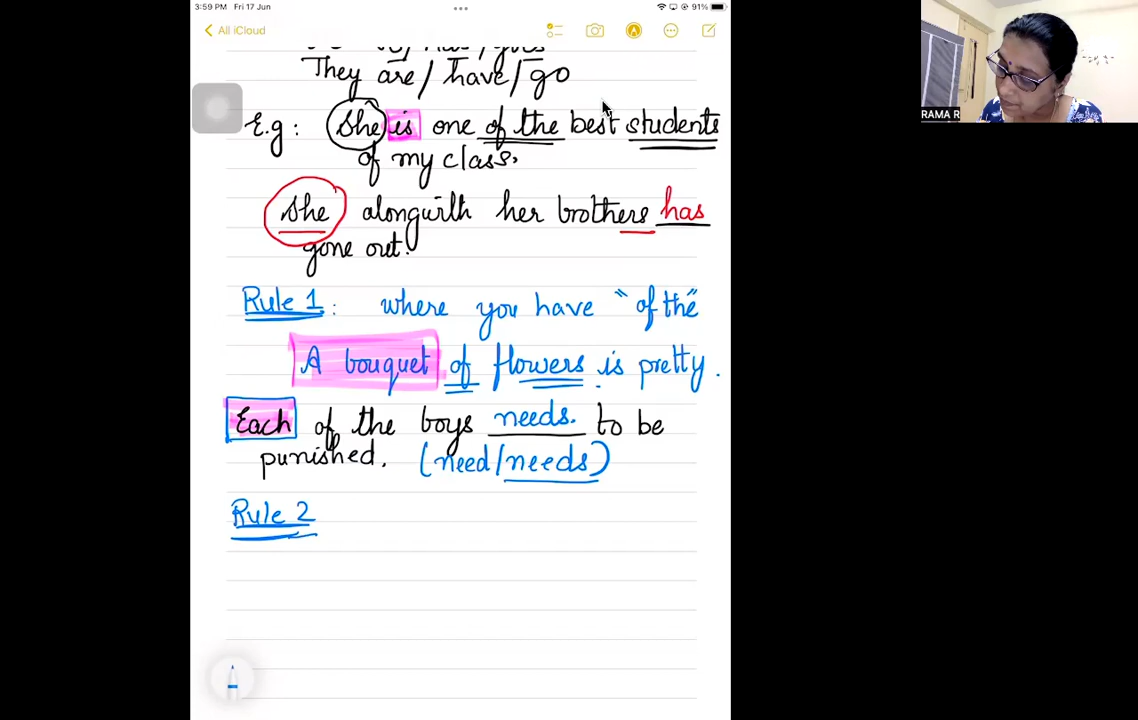 3:59 PM Fri 17 Jun
91%
All iCloud
They are / have / go
E.g : She is one of the best students
of my class.
She alongwith her brothers has
gone out.
Rule 1 : where you have "of the"
A bouquet of flowers is pretty.
Each of the boys needs. to be
punished. (need/needs)
Rule 2
RAMA R